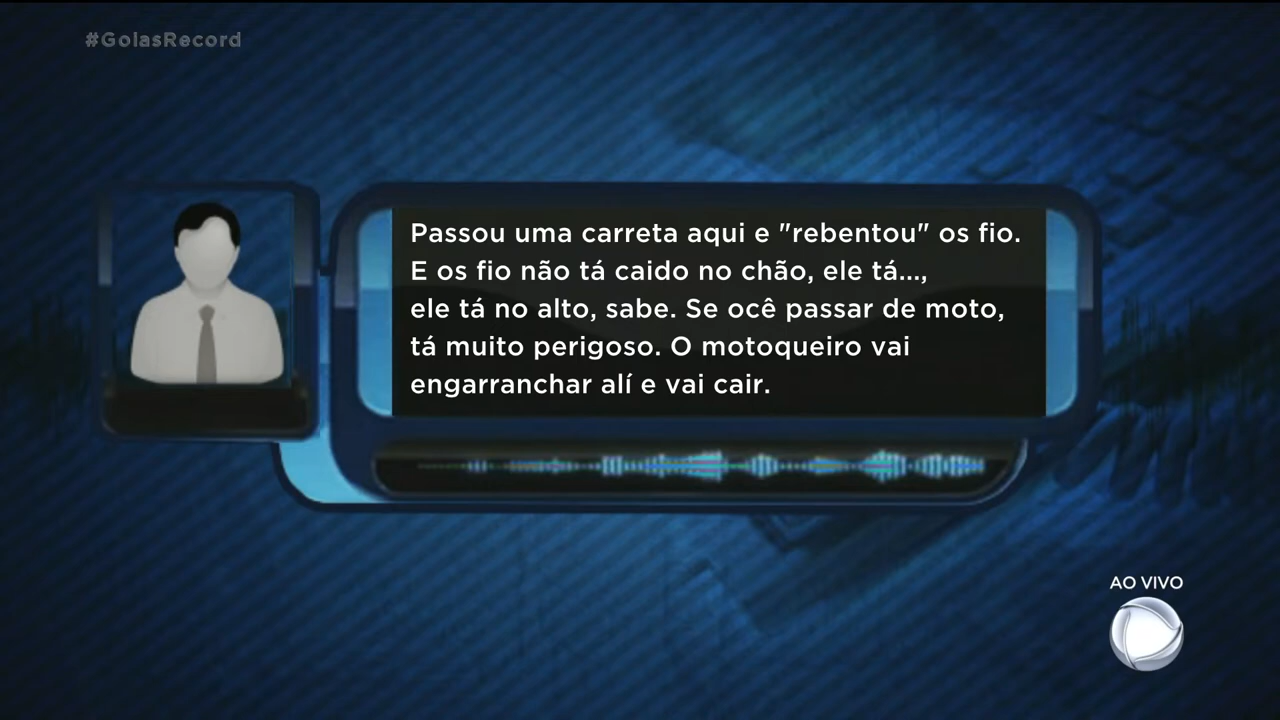 #GoIasRecord
Passou uma carreta aqui e "rebentou" os fio.
E os fio não tá caido no chão, ele tá...,
ele tá no alto, sabe. Se ocê passar de moto,
tá muito perigoso. O motoqueiro vai
engarranchar alí e vai cair.
AO VIVO